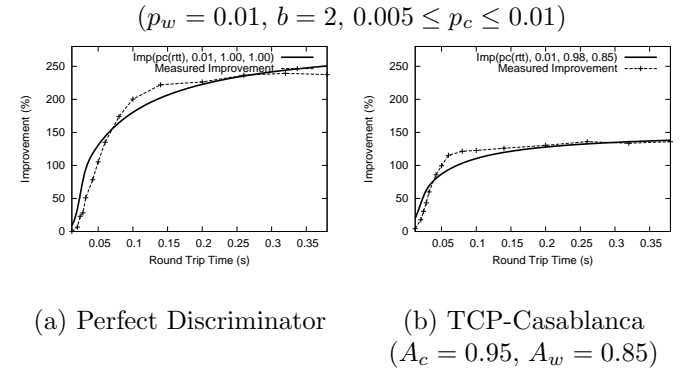 (p_w = 0.01, b = 2, 0.005 ≤ p_c ≤ 0.01)
Imp(pc(rtt), 0.01, 1.00, 1.00)
Measured Improvement
Improvement (%)
250
200
150
100
50
0
0.05 0.1 0.15 0.2 0.25 0.3 0.35
Round Trip Time (s)
(a) Perfect Discriminator
Imp(pc(rtt), 0.01, 0.98, 0.85)
Measured Improvement
Improvement (%)
250
200
150
100
50
0
0.05 0.1 0.15 0.2 0.25 0.3 0.35
Round Trip Time (s)
(b) TCP-Casablanca
(A_c = 0.95, A_w = 0.85)